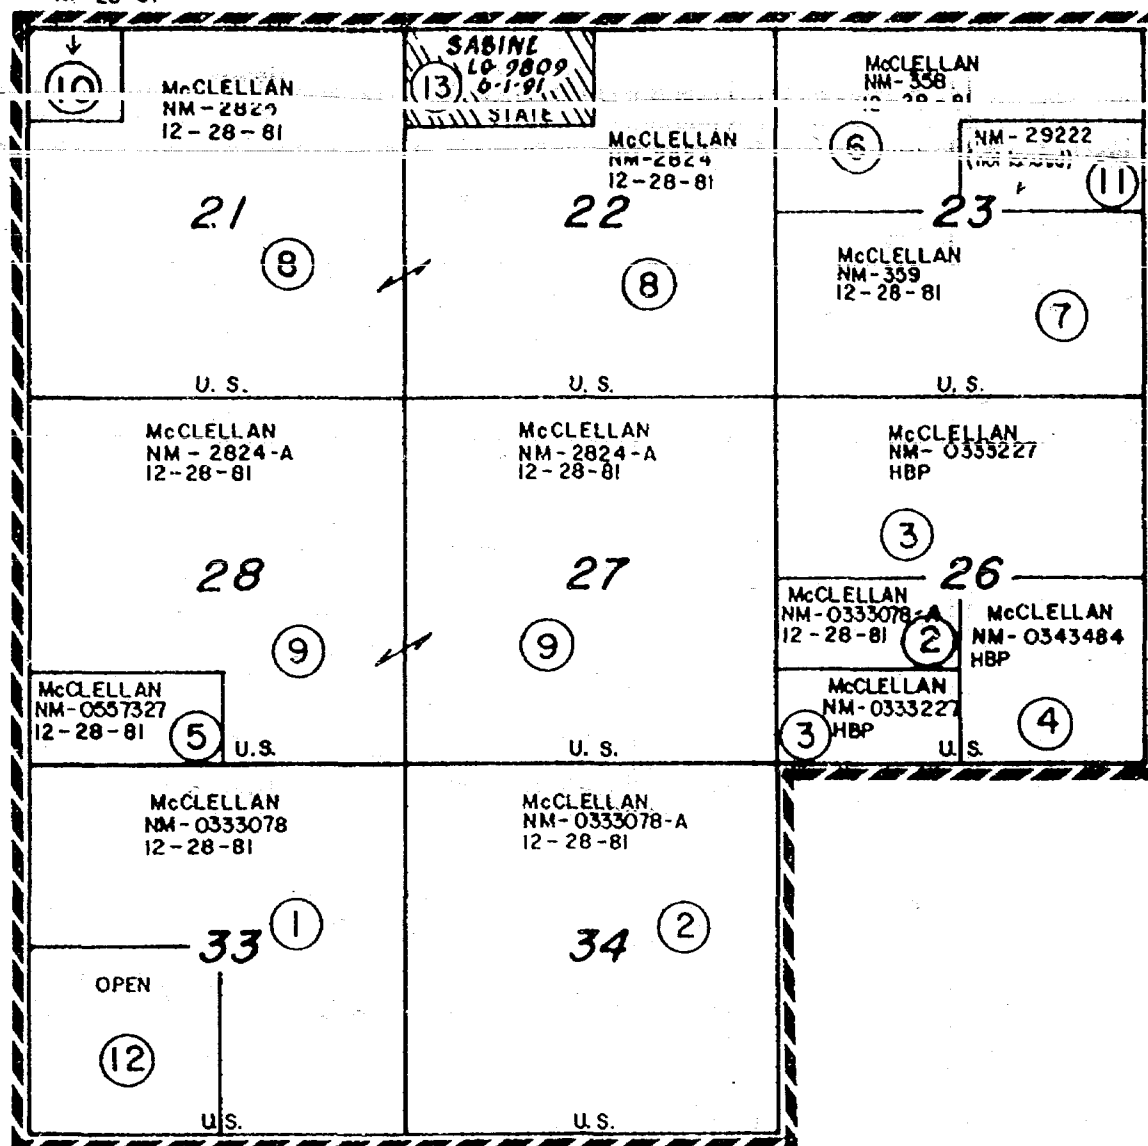 10
McCLELLAN
12-28-81
21
8
U. S.
SABINE
LG 9809
6-1-91
STATE
13
McCLELLAN
NM-2824
12-28-81
22
8
U. S.
McCLELLAN
NM-358
12-28-81
6
NM-29222
11
23
McCLELLAN
NM-359
12-28-81
7
U. S.
McCLELLAN
NM-2824-A
12-28-81
28
9
McCLELLAN
NM-0557327
12-28-81
5
U.S.
McCLELLAN
NM-2824-A
12-28-81
27
9
U. S.
McCLELLAN
NM-0333227
HBP
3
26
McCLELLAN
NM-0333078-A
12-28-81
2
McCLELLAN
NM-0333227
HBP
3
McCLELLAN
NM-0343484
HBP
4
U. S.
McCLELLAN
NM-0333078
12-28-81
1
33
OPEN
12
U.S.
McCLELLAN
NM-0333078-A
12-28-81
34
2
U.S.